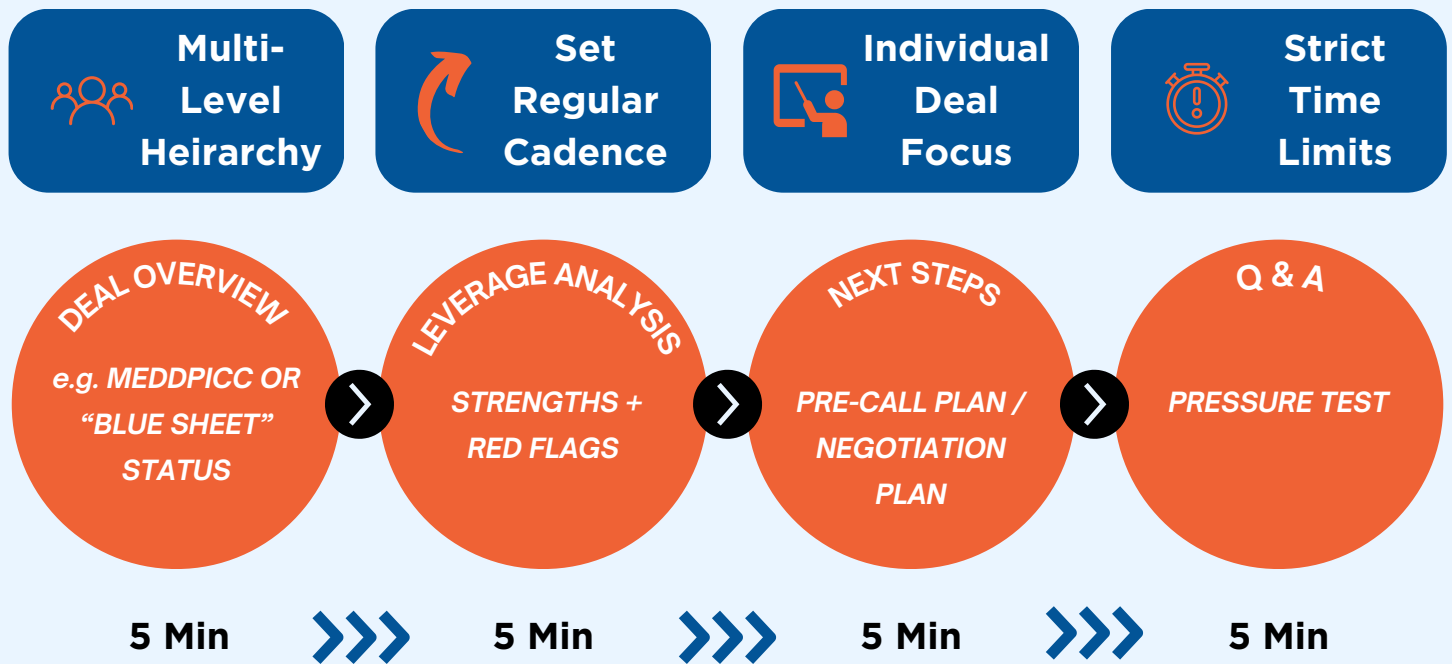 Multi-
Level
Heirarchy
Set
Regular
Cadence
Individual
Deal
Focus
Strict
Time
Limits
DEAL OVERVIEW
e.g. MEDDPICC OR
“BLUE SHEET”
STATUS
LEVERAGE ANALYSIS
STRENGTHS +
RED FLAGS
NEXT STEPS
PRE-CALL PLAN /
NEGOTIATION
PLAN
Q & A
PRESSURE TEST
5 Min
5 Min
5 Min
5 Min